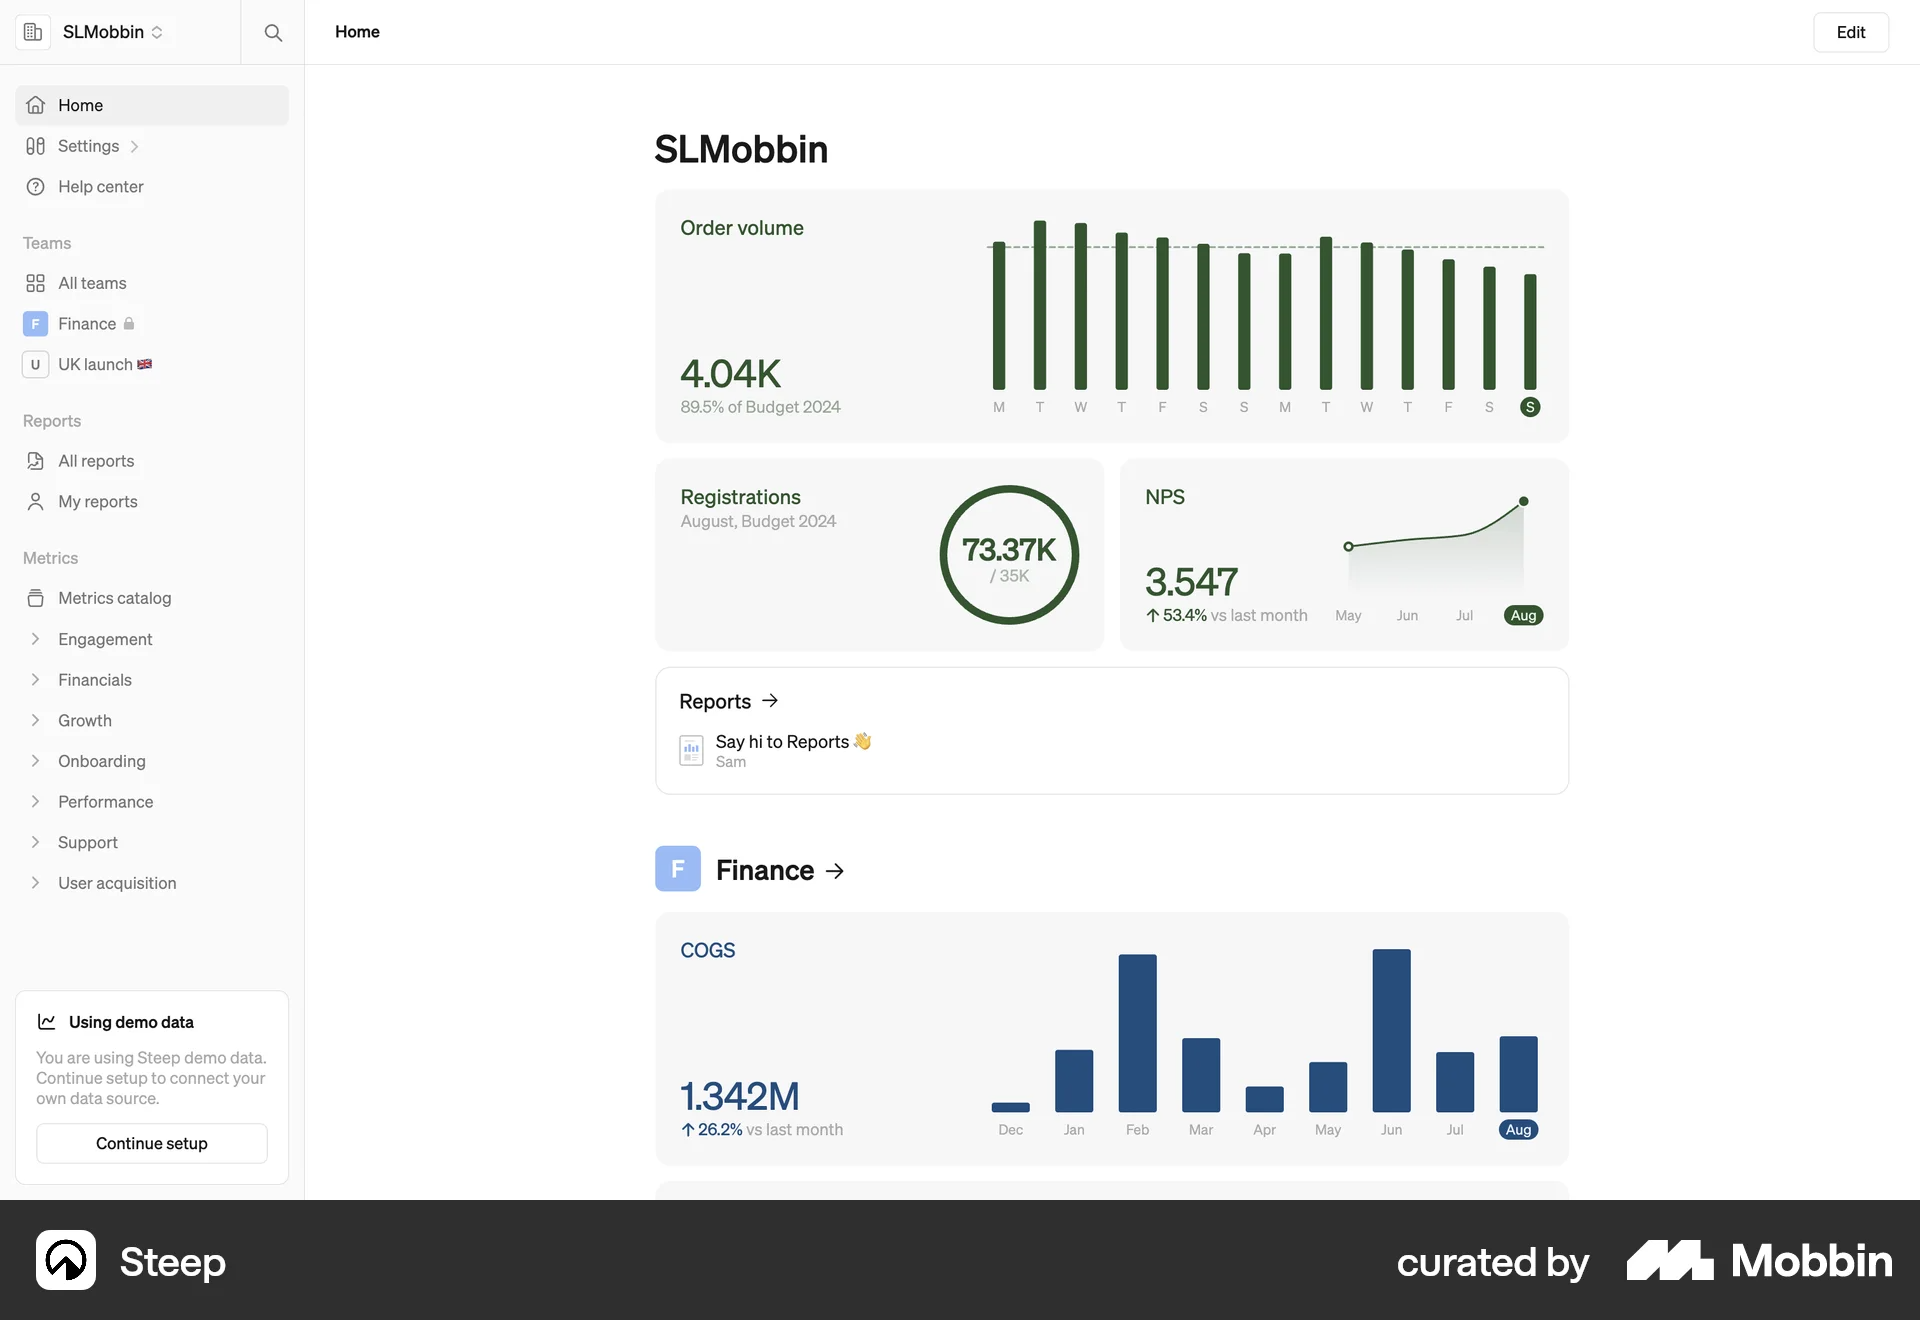 SLMobbin
Home
Edit
Home
Settings
Help center
Teams
All teams
F Finance
U UK launch 🇬🇧
Reports
All reports
My reports
Metrics
Metrics catalog
Engagement
Financials
Growth
Onboarding
Performance
Support
User acquisition
Using demo data
You are using Steep demo data.
Continue setup to connect your
own data source.
Continue setup
SLMobbin
Order volume
4.04K
89.5% of Budget 2024
M T W T F S S M T W T F S S
Registrations
August, Budget 2024
73.37K
/ 35K
NPS
3.547
↑ 53.4% vs last month
May Jun Jul Aug
Reports →
Say hi to Reports 👋
Sam
F Finance →
COGS
1.342M
↑ 26.2% vs last month
Dec Jan Feb Mar Apr May Jun Jul Aug
Steep
curated by Mobbin